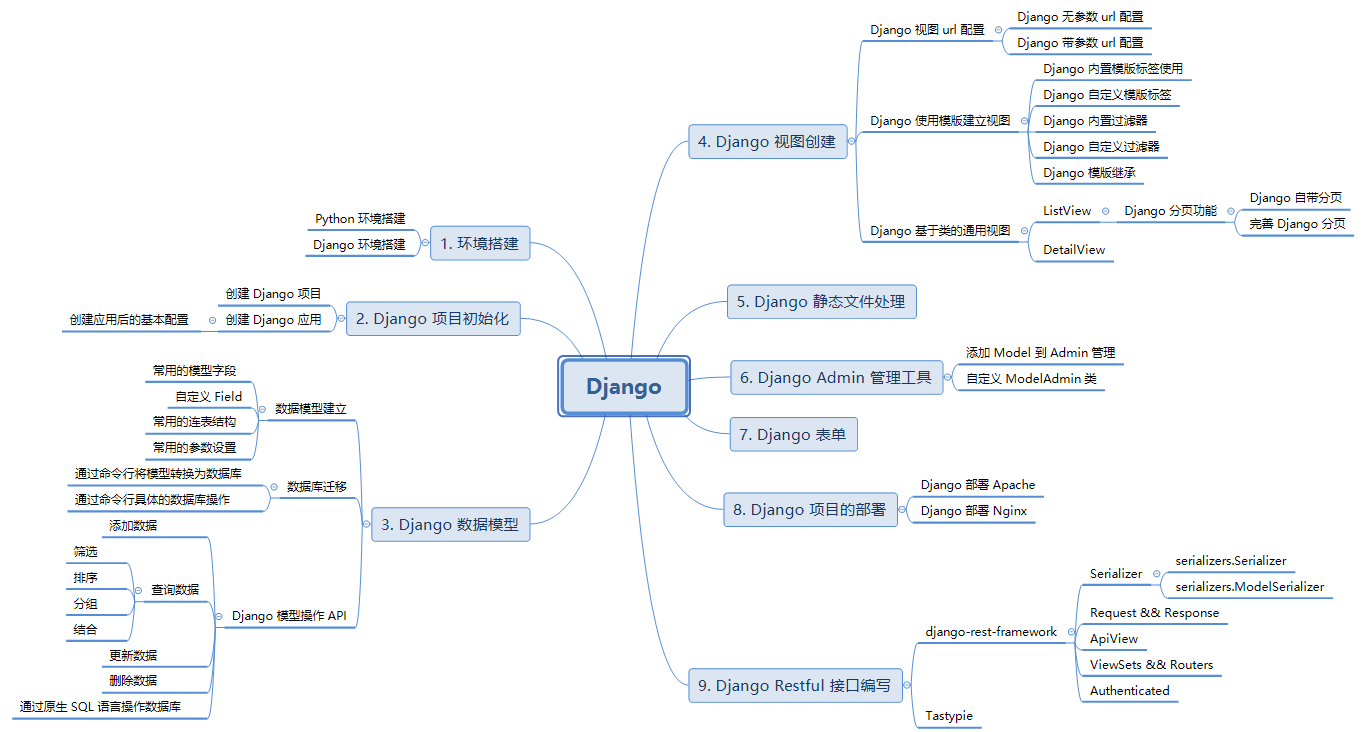 Django
1. 环境搭建
Python 环境搭建
Django 环境搭建
2. Django 项目初始化
创建 Django 项目
创建 Django 应用
创建应用后的基本配置
3. Django 数据模型
数据模型建立
常用的模型字段
自定义 Field
常用的连表结构
常用的参数设置
数据库迁移
通过命令行将模型转换为数据库
通过命令行具体的数据库操作
Django 模型操作 API
添加数据
查询数据
筛选
排序
分组
结合
更新数据
删除数据
通过原生 SQL 语言操作数据库
4. Django 视图创建
Django 视图 url 配置
Django 无参数 url 配置
Django 带参数 url 配置
Django 使用模版建立视图
Django 内置模版标签使用
Django 自定义模版标签
Django 内置过滤器
Django 自定义过滤器
Django 模版继承
Django 基于类的通用视图
ListView
Django 分页功能
Django 自带分页
完善 Django 分页
DetailView
5. Django 静态文件处理
6. Django Admin 管理工具
添加 Model 到 Admin 管理
自定义 ModelAdmin 类
7. Django 表单
8. Django 项目的部署
Django 部署 Apache
Django 部署 Nginx
9. Django Restful 接口编写
django-rest-framework
Serializer
serializers.Serializer
serializers.ModelSerializer
Request && Response
ApiView
ViewSets && Routers
Authenticated
Tastypie